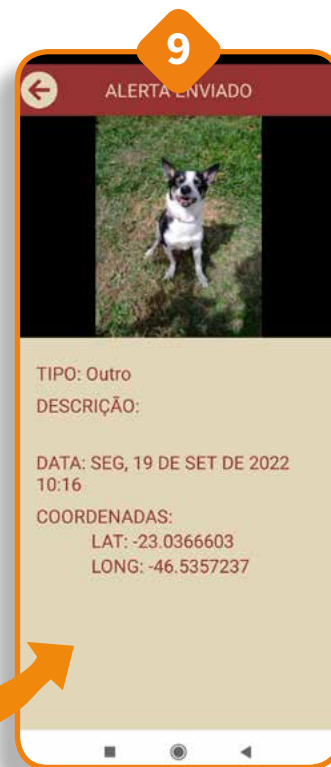 9
ALERTA ENVIADO
TIPO: Outro
DESCRIÇÃO:
DATA: SEG, 19 DE SET DE 2022
10:16
COORDENADAS:
LAT: -23.0366603
LONG: -46.5357237